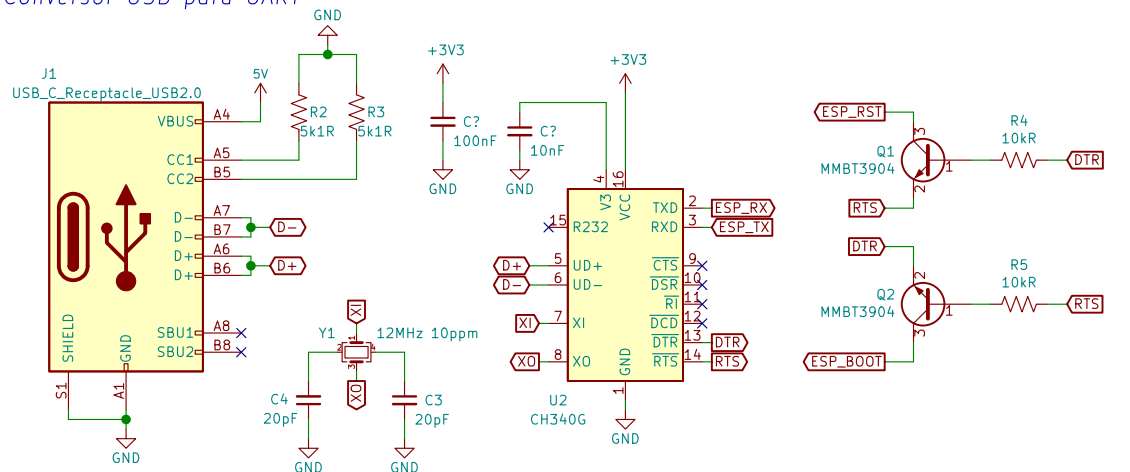 Conversor USB para UART
GND
J1
USB_C_Receptacle_USB2.0
5V
VBUS
A4
CC1
A5
CC2
B5
D-
A7
D-
B7
D+
A6
D+
B6
SBU1
A8
SBU2
B8
SHIELD
GND
S1
A1
GND
D-
D+
R2
5k1R
R3
5k1R
+3V3
C?
100nF
GND
C?
10nF
GND
+3V3
4
16
V3
VCC
15
R232
5
UD+
6
UD-
7
XI
8
XO
D+
D-
XI
XO
TXD
2
ESP_RX
RXD
3
ESP_TX
CTS
9
DSR
10
RI
11
DCD
12
DTR
13
DTR
RTS
14
RTS
GND
1
U2
CH340G
GND
XI
Y1
12MHz 10ppm
1
2
4
3
XO
C4
20pF
C3
20pF
GND
GND
ESP_RST
3
Q1
MMBT3904
1
2
R4
10kR
DTR
RTS
DTR
2
Q2
MMBT3904
1
3
R5
10kR
RTS
ESP_BOOT